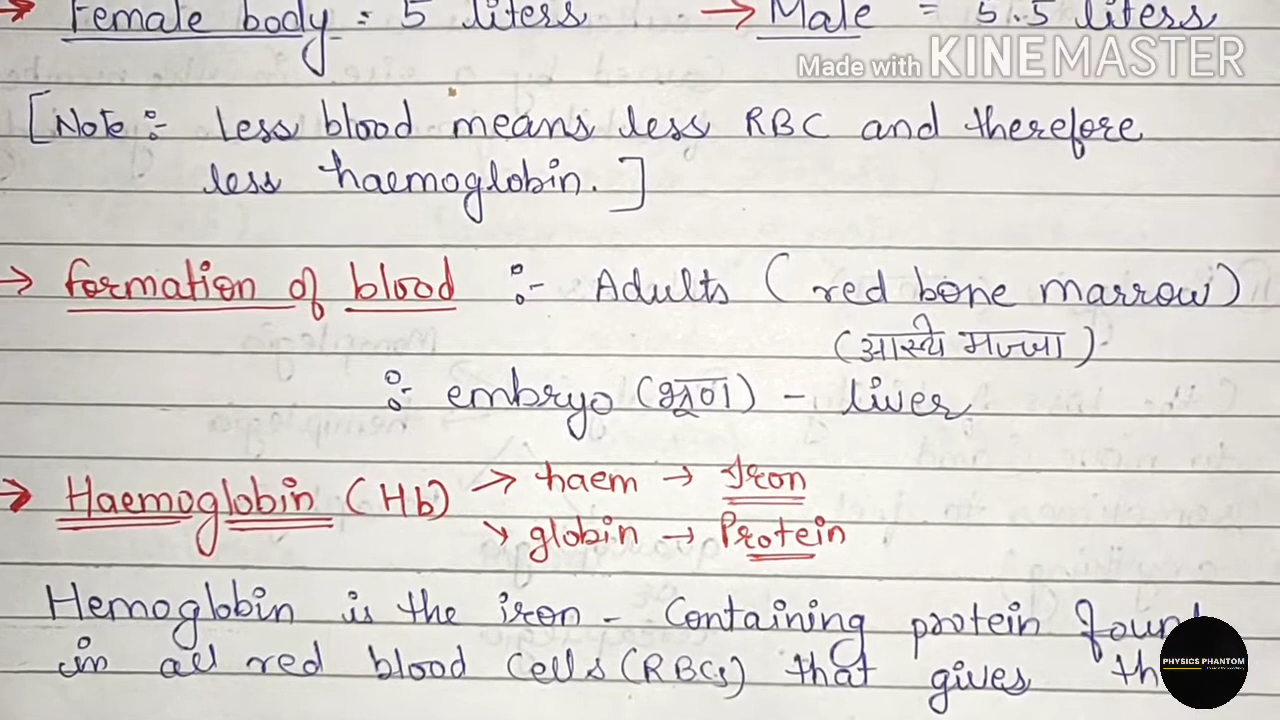 → Female body = 5 liters → Male = 5.5 liters
Made with KINEMASTER
[Note :- Less blood means less RBC and therefore
less haemoglobin.]
→ formation of blood :- Adults (red bone marrow)
(आस्थे मज्जा)
:- embryo (भ्रूण) - liver
→ Haemoglobin (Hb) → haem → Iron
↘ globin → Protein
Hemoglobin is the iron - Containing protein found
in all red blood cells (RBCs) that gives
PHYSICS PHANTOM